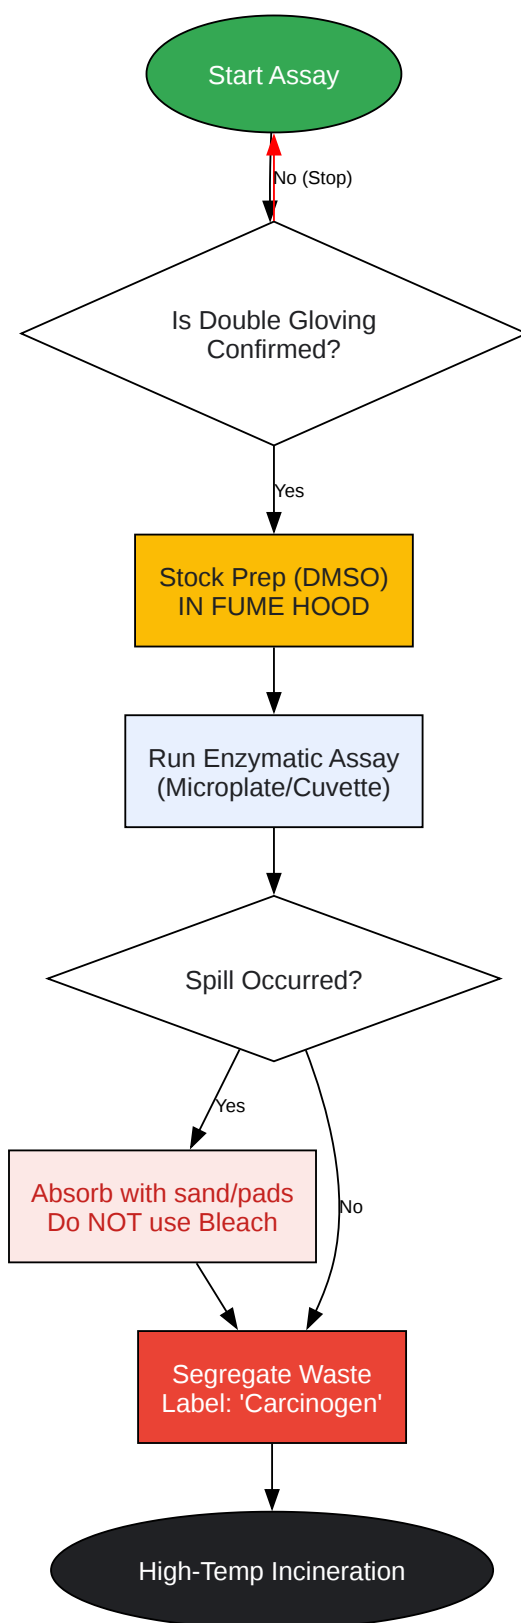 Start Assay
No (Stop)
Is Double Gloving
Confirmed?
Yes
Stock Prep (DMSO)
IN FUME HOOD
Run Enzymatic Assay
(Microplate/Cuvette)
Spill Occurred?
Yes
Absorb with sand/pads
Do NOT use Bleach
No
Segregate Waste
Label: 'Carcinogen'
High-Temp Incineration